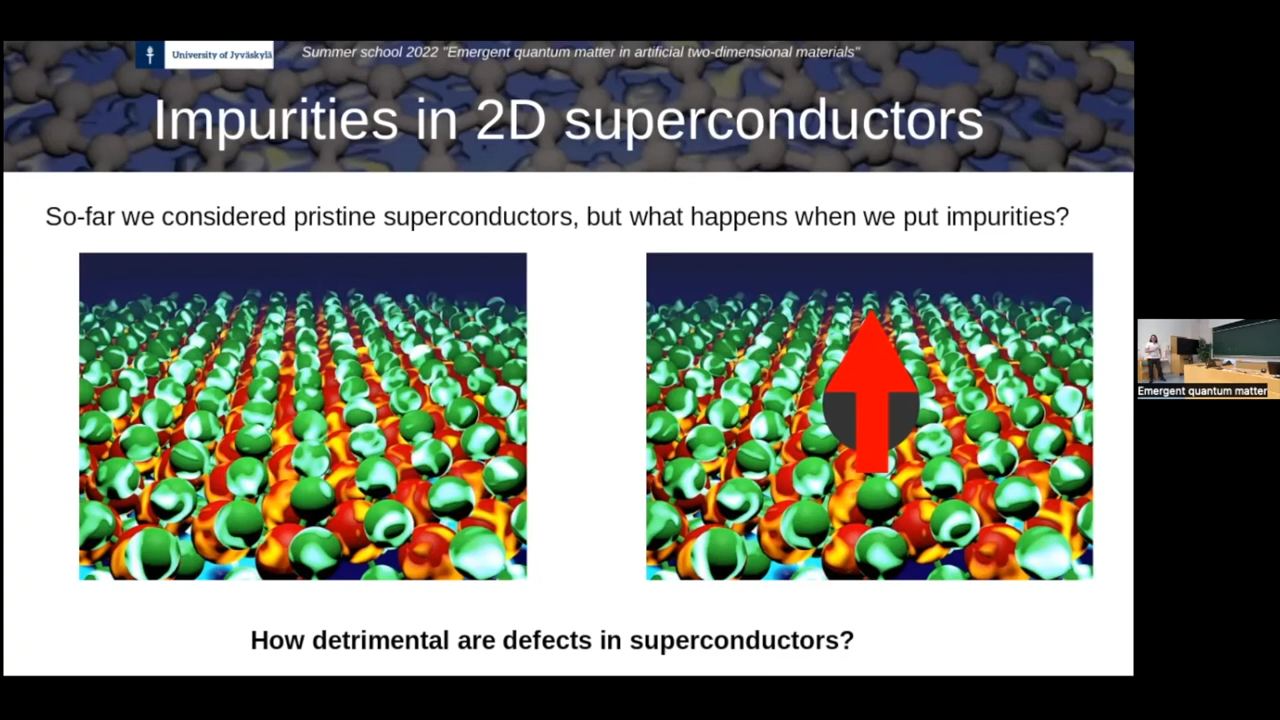 University of Jyväskylä
Summer school 2022 "Emergent quantum matter in artificial two-dimensional materials"
Impurities in 2D superconductors
So-far we considered pristine superconductors, but what happens when we put impurities?
Emergent quantum matter
How detrimental are defects in superconductors?